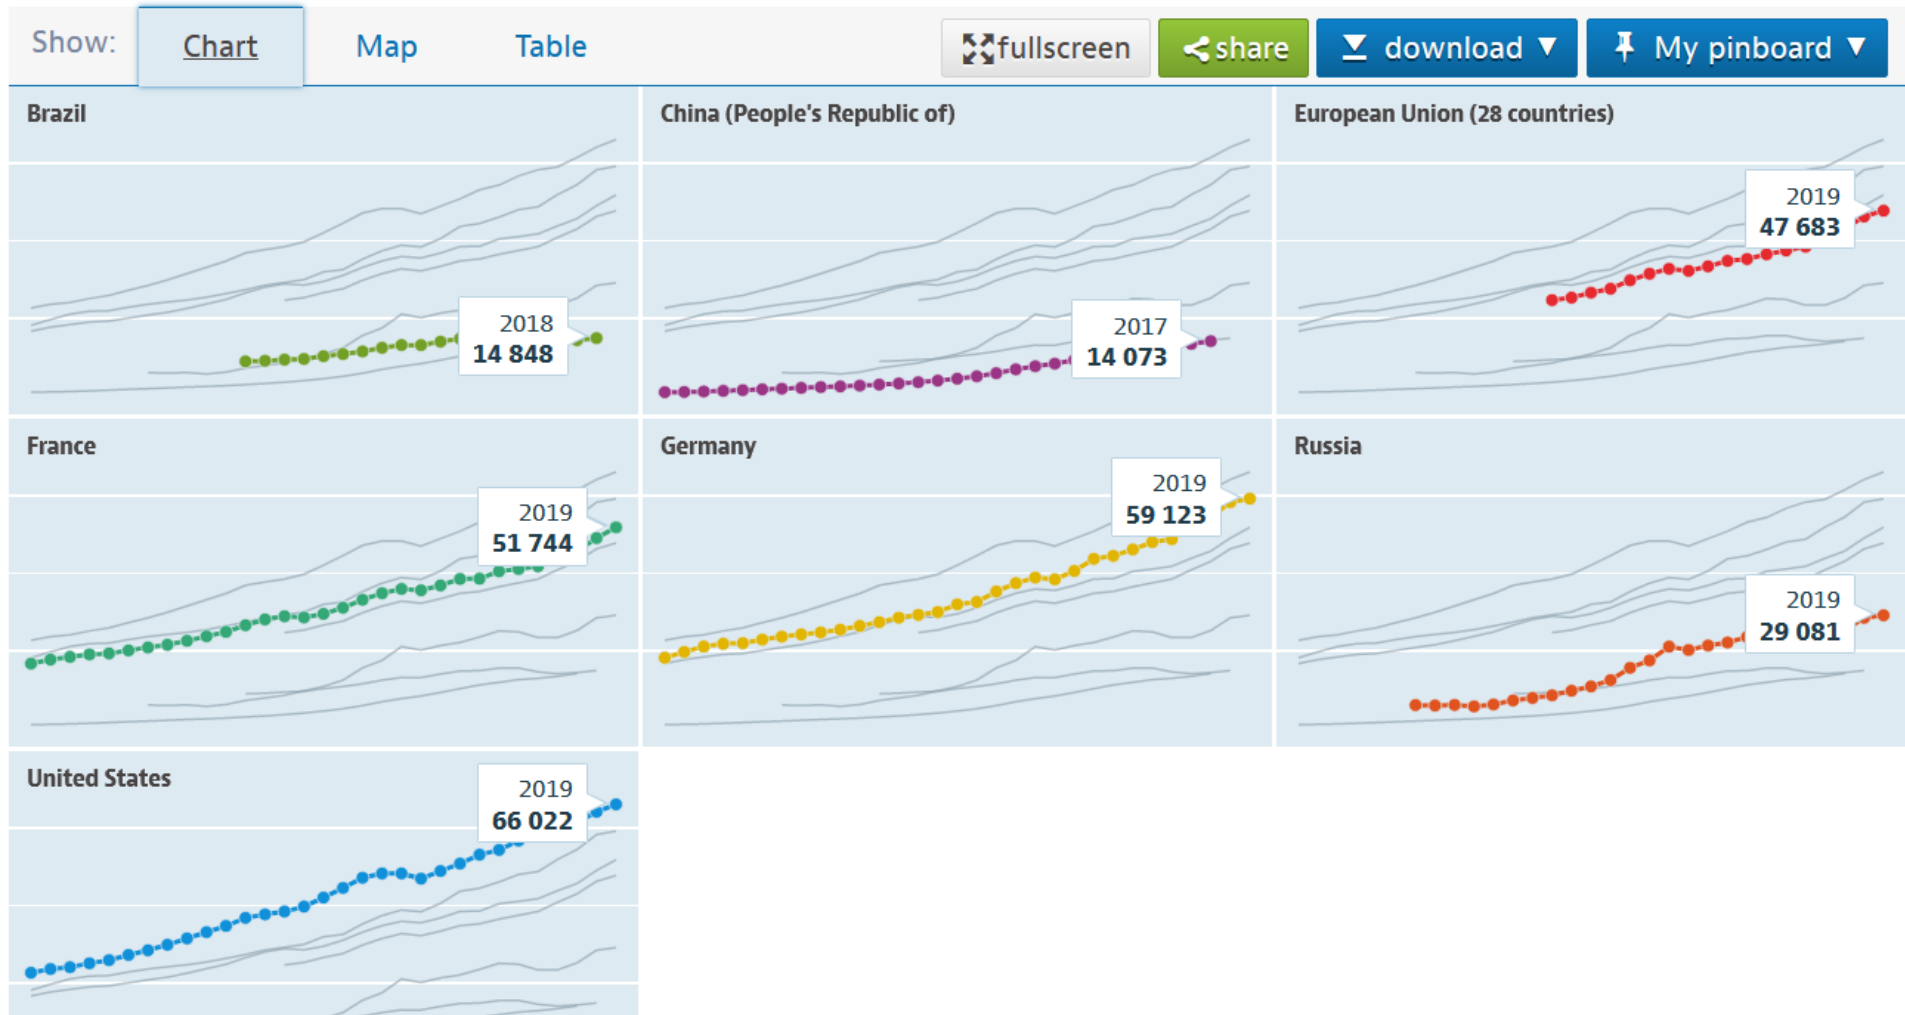 Show: Chart Map Table fullscreen share download ▼ My pinboard ▼
Brazil
2018
14 848
China (People's Republic of)
2017
14 073
European Union (28 countries)
2019
47 683
France
2019
51 744
Germany
2019
59 123
Russia
2019
29 081
United States
2019
66 022